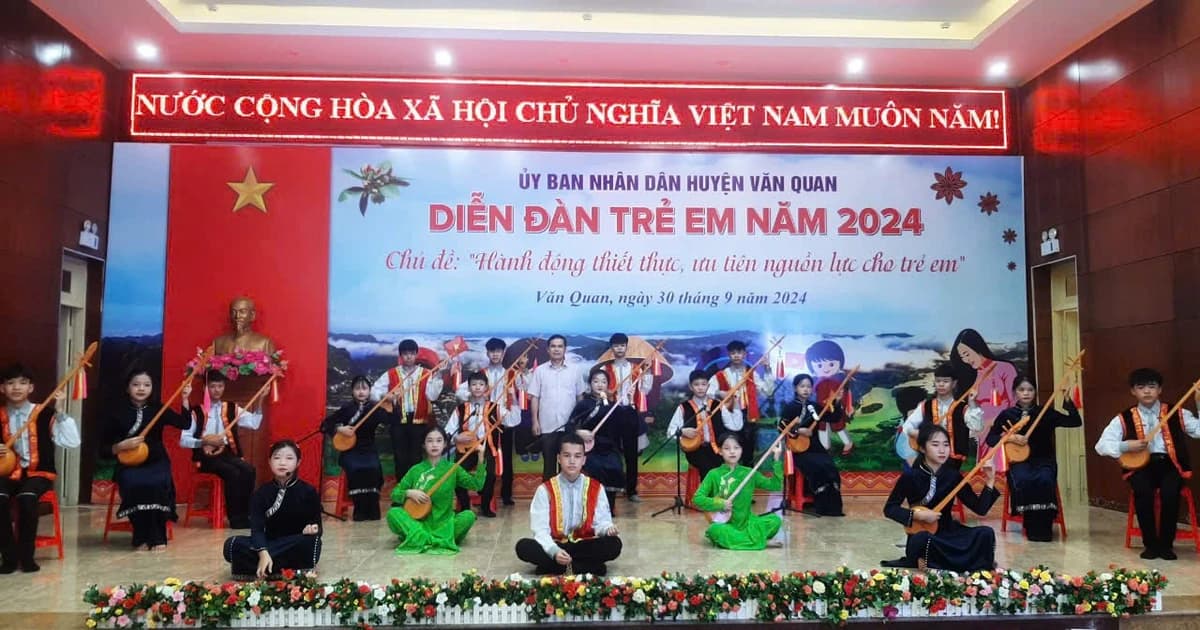 NƯỚC CỘNG HÒA XÃ HỘI CHỦ NGHĨA VIỆT NAM MUÔN NĂM!
ỦY BAN NHÂN DÂN HUYỆN VĂN QUAN
DIỄN ĐÀN TRẺ EM NĂM 2024
Chủ đề: "Hành động thiết thực, ưu tiên nguồn lực cho trẻ em"
Văn Quan, ngày 30 tháng 9 năm 2024